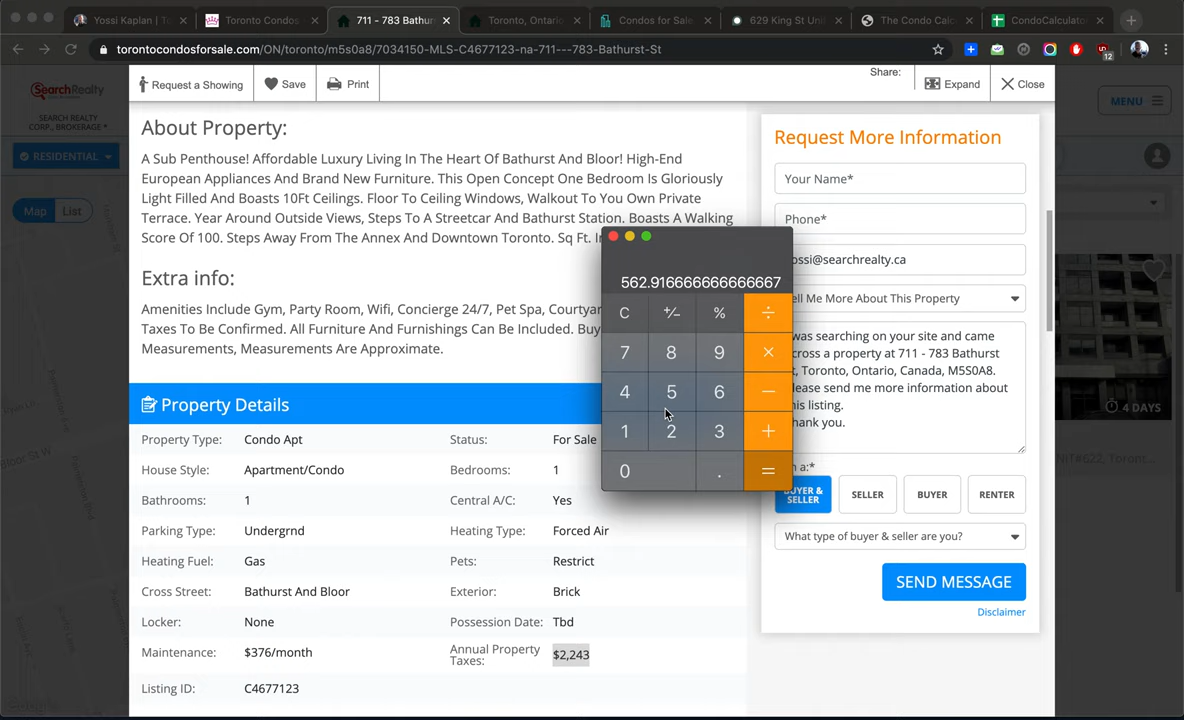 Yossi Kaplan | To
Toronto Condos
711 - 783 Bathur
Toronto, Ontario
Condos for Sale
629 King St Uni
The Condo Calc
CondoCalculator
torontocondosforsale.com/ON/toronto/m5s0a8/7034150-MLS-C4677123-na-711---783-Bathurst-St
12
Request a Showing
Save
Print
Share:
Expand
Close
SearchRealty
SEARCH REALTY
CORP., BROKERAGE *
MENU
RESIDENTIAL
Map
List
About Property:
A Sub Penthouse! Affordable Luxury Living In The Heart Of Bathurst And Bloor! High-End
European Appliances And Brand New Furniture. This Open Concept One Bedroom Is Gloriously
Light Filled And Boasts 10Ft Ceilings. Floor To Ceiling Windows, Walkout To You Own Private
Terrace. Year Around Outside Views, Steps To A Streetcar And Bathurst Station. Boasts A Walking
Score Of 100. Steps Away From The Annex And Downtown Toronto. Sq Ft.
Extra info:
Amenities Include Gym, Party Room, Wifi, Concierge 24/7, Pet Spa, Courtyar
Taxes To Be Confirmed. All Furniture And Furnishings Can Be Included. Buy
Measurements, Measurements Are Approximate.
Property Details
Property Type: Condo Apt Status: For Sale
House Style: Apartment/Condo Bedrooms: 1
Bathrooms: 1 Central A/C: Yes
Parking Type: Undergrnd Heating Type: Forced Air
Heating Fuel: Gas Pets: Restrict
Cross Street: Bathurst And Bloor Exterior: Brick
Locker: None Possession Date: Tbd
Maintenance: $376/month Annual Property
Taxes: $2,243
Listing ID: C4677123
562.916666666666667
C +/− % ÷
7 8 9 ×
4 5 6 −
1 2 3 +
0 . =
Request More Information
Your Name*
Phone*
ossi@searchrealty.ca
ell Me More About This Property
was searching on your site and came
cross a property at 711 - 783 Bathurst
t, Toronto, Ontario, Canada, M5S0A8.
lease send me more information about
his listing.
hank you.
m a:*
BUYER &
SELLER
SELLER
BUYER
RENTER
What type of buyer & seller are you?
SEND MESSAGE
Disclaimer
4 DAYS
#622, Toront
Bloor St W